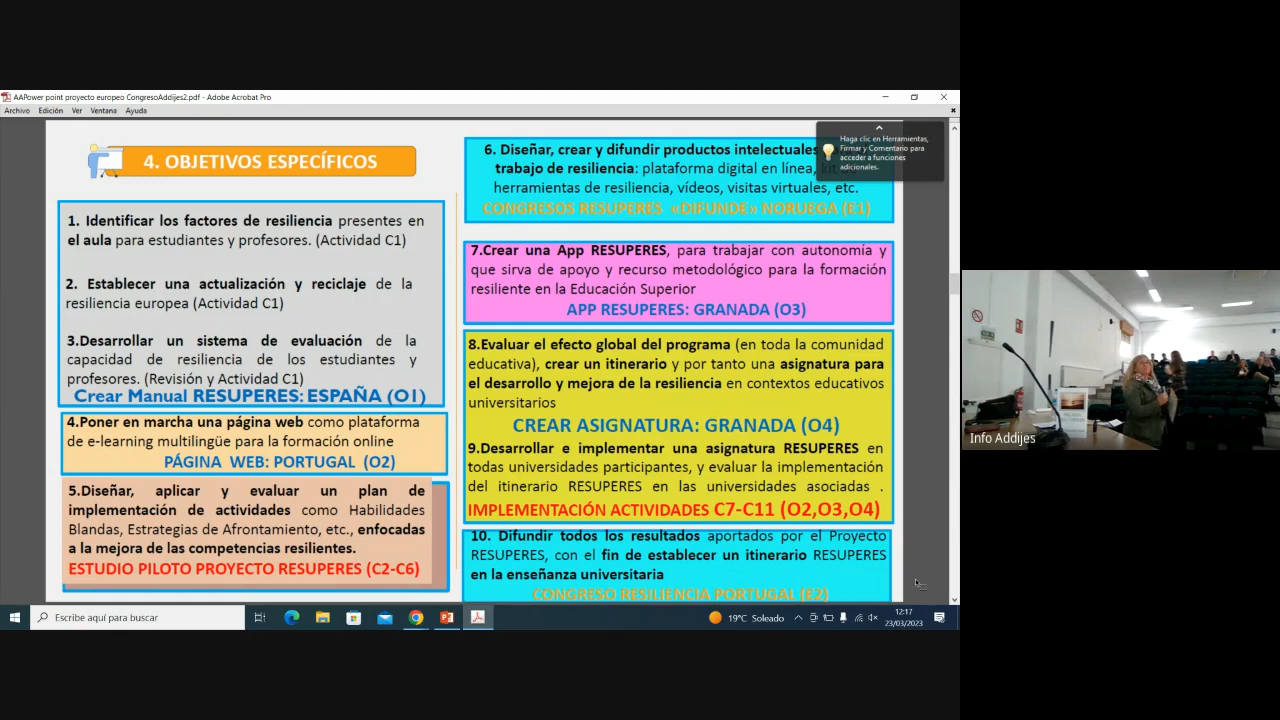 AAPower point proyecto europeo CongresoAddijes2.pdf - Adobe Acrobat Pro
Archivo Edición Ver Ventana Ayuda
4. OBJETIVOS ESPECÍFICOS
1. Identificar los factores de resiliencia presentes en
el aula para estudiantes y profesores. (Actividad C1)
2. Establecer una actualización y reciclaje de la
resiliencia europea (Actividad C1)
3.Desarrollar un sistema de evaluación de la
capacidad de resiliencia de los estudiantes y
profesores. (Revisión y Actividad C1)
Crear Manual RESUPERES: ESPAÑA (O1)
4.Poner en marcha una página web como plataforma
de e-learning multilingüe para la formación online
PÁGINA WEB: PORTUGAL (O2)
5.Diseñar, aplicar y evaluar un plan de
implementación de actividades como Habilidades
Blandas, Estrategias de Afrontamiento, etc., enfocadas
a la mejora de las competencias resilientes.
ESTUDIO PILOTO PROYECTO RESUPERES (C2-C6)
6. Diseñar, crear y difundir productos intelectuales
trabajo de resiliencia: plataforma digital en línea,
herramientas de resiliencia, vídeos, visitas virtuales, etc.
CONGRESOS RESUPERES «DIFUNDE» NORUEGA (E1)
7.Crear una App RESUPERES, para trabajar con autonomía y
que sirva de apoyo y recurso metodológico para la formación
resiliente en la Educación Superior
APP RESUPERES: GRANADA (O3)
8.Evaluar el efecto global del programa (en toda la comunidad
educativa), crear un itinerario y por tanto una asignatura para
el desarrollo y mejora de la resiliencia en contextos educativos
universitarios
CREAR ASIGNATURA: GRANADA (O4)
9.Desarrollar e implementar una asignatura RESUPERES en
todas universidades participantes, y evaluar la implementación
del itinerario RESUPERES en las universidades asociadas .
IMPLEMENTACIÓN ACTIVIDADES C7-C11 (O2,O3,O4)
10. Difundir todos los resultados aportados por el Proyecto
RESUPERES, con el fin de establecer un itinerario RESUPERES
en la enseñanza universitaria
CONGRESO RESILIENCIA PORTUGAL (E2)
Haga clic en Herramientas,
Firmar y Comentario para
acceder a funciones
adicionales.
Info Addijes
Escribe aquí para buscar
19°C Soleado
12:17
23/03/2023